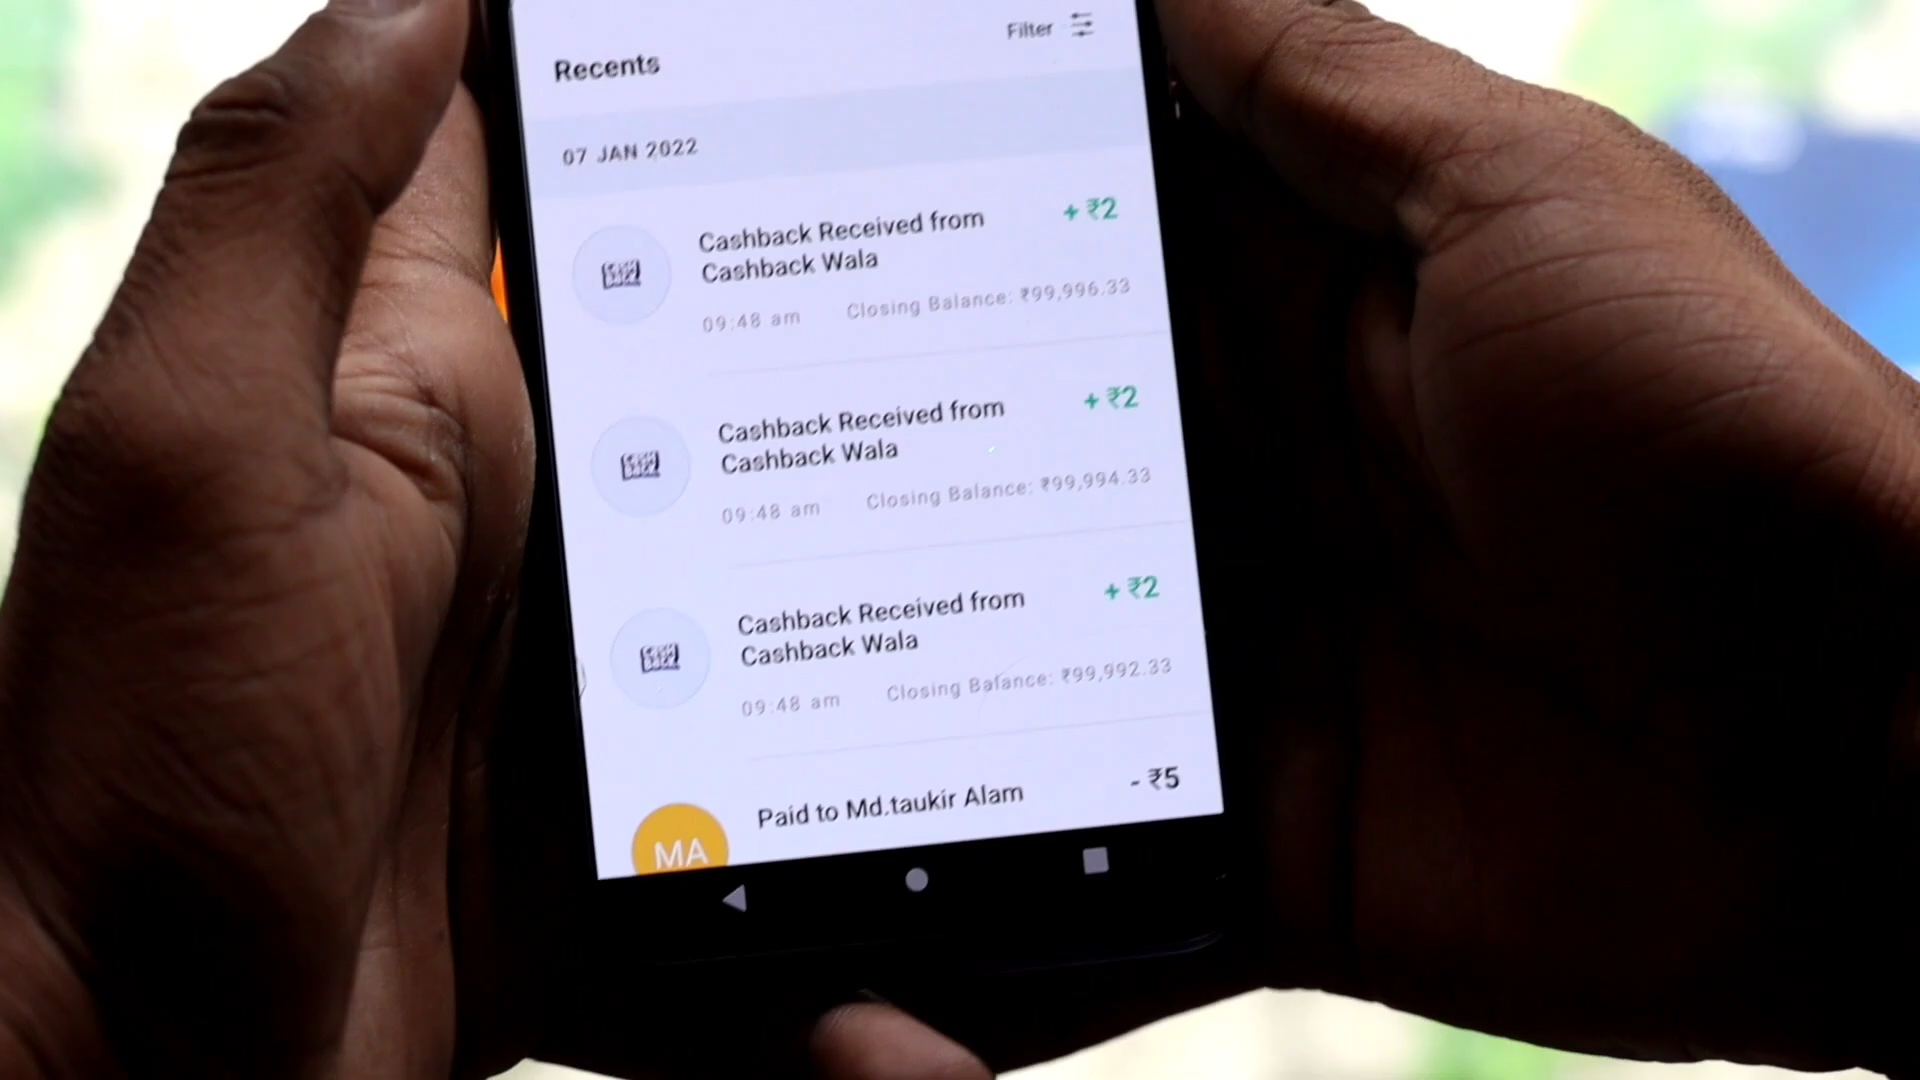 Filter
Recents
07 JAN 2022
Cashback Received from
Cashback Wala
+ ₹2
09:48 am Closing Balance: ₹99,996.33
Cashback Received from
Cashback Wala
+ ₹2
09:48 am Closing Balance: ₹99,994.33
Cashback Received from
Cashback Wala
+ ₹2
09:48 am Closing Balance: ₹99,992.33
MA
Paid to Md.taukir Alam
- ₹5